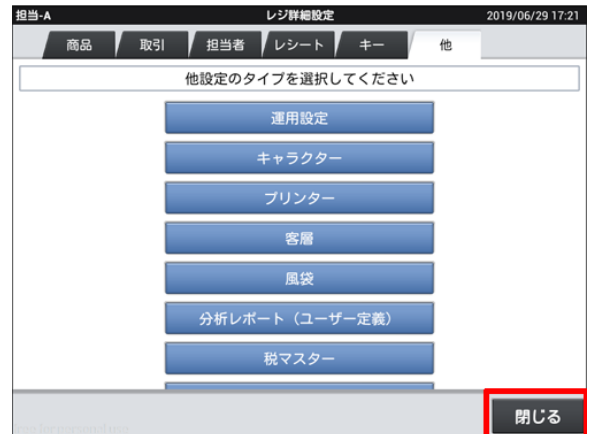 担当-A レジ詳細設定 2019/06/29 17:21
商品 取引 担当者 レシート キー 他
他設定のタイプを選択してください
運用設定
キャラクター
プリンター
客層
風袋
分析レポート（ユーザー定義）
税マスター
閉じる